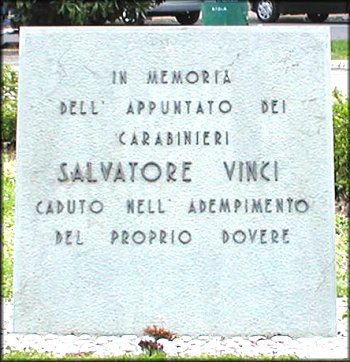 IN MEMORIA
DELL' APPUNTATO DEI
CARABINIERI
SALVATORE VINCI
CADUTO NELL' ADEMPIMENTO
DEL PROPRIO DOVERE